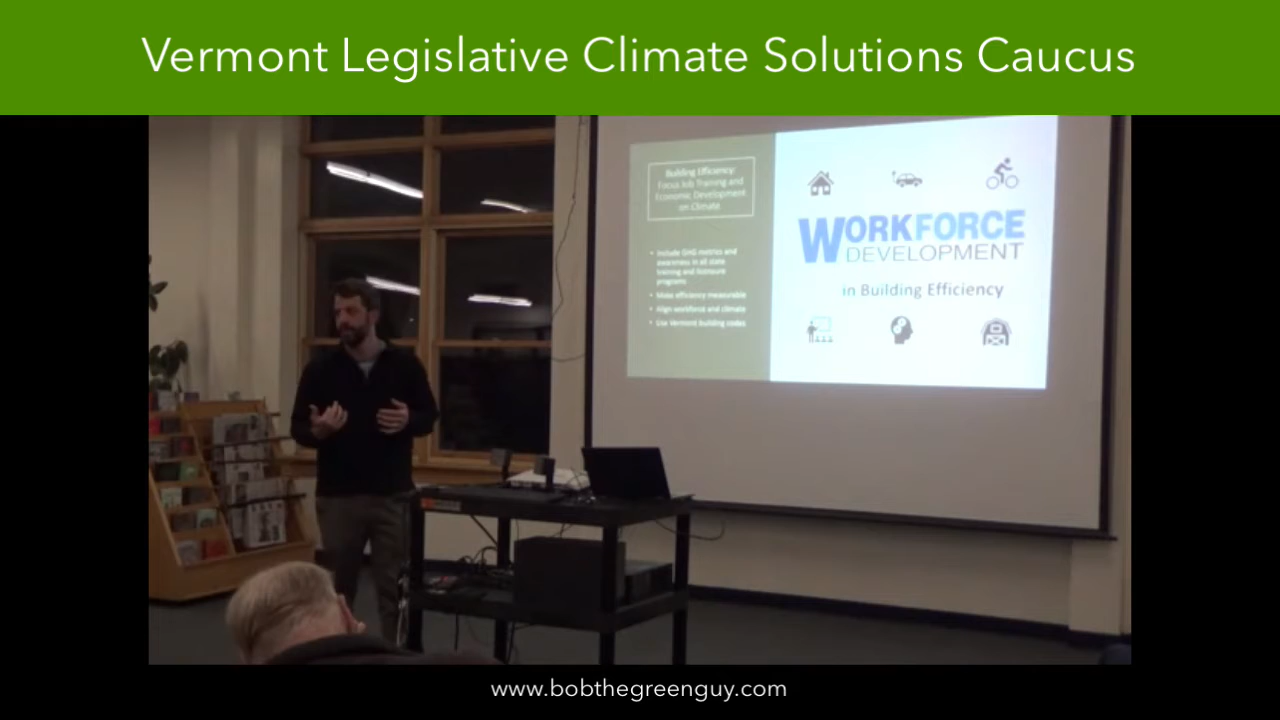 Vermont Legislative Climate Solutions Caucus
Building Efficiency:
Focus Job Training and
Economic Development
on Climate
• Include GHG metrics and
awareness in all state
training and licensure
programs
• Make efficiency measurable
• Align workforce and climate
• Use Vermont building codes
WORKFORCE
DEVELOPMENT
in Building Efficiency
www.bobthegreenguy.com